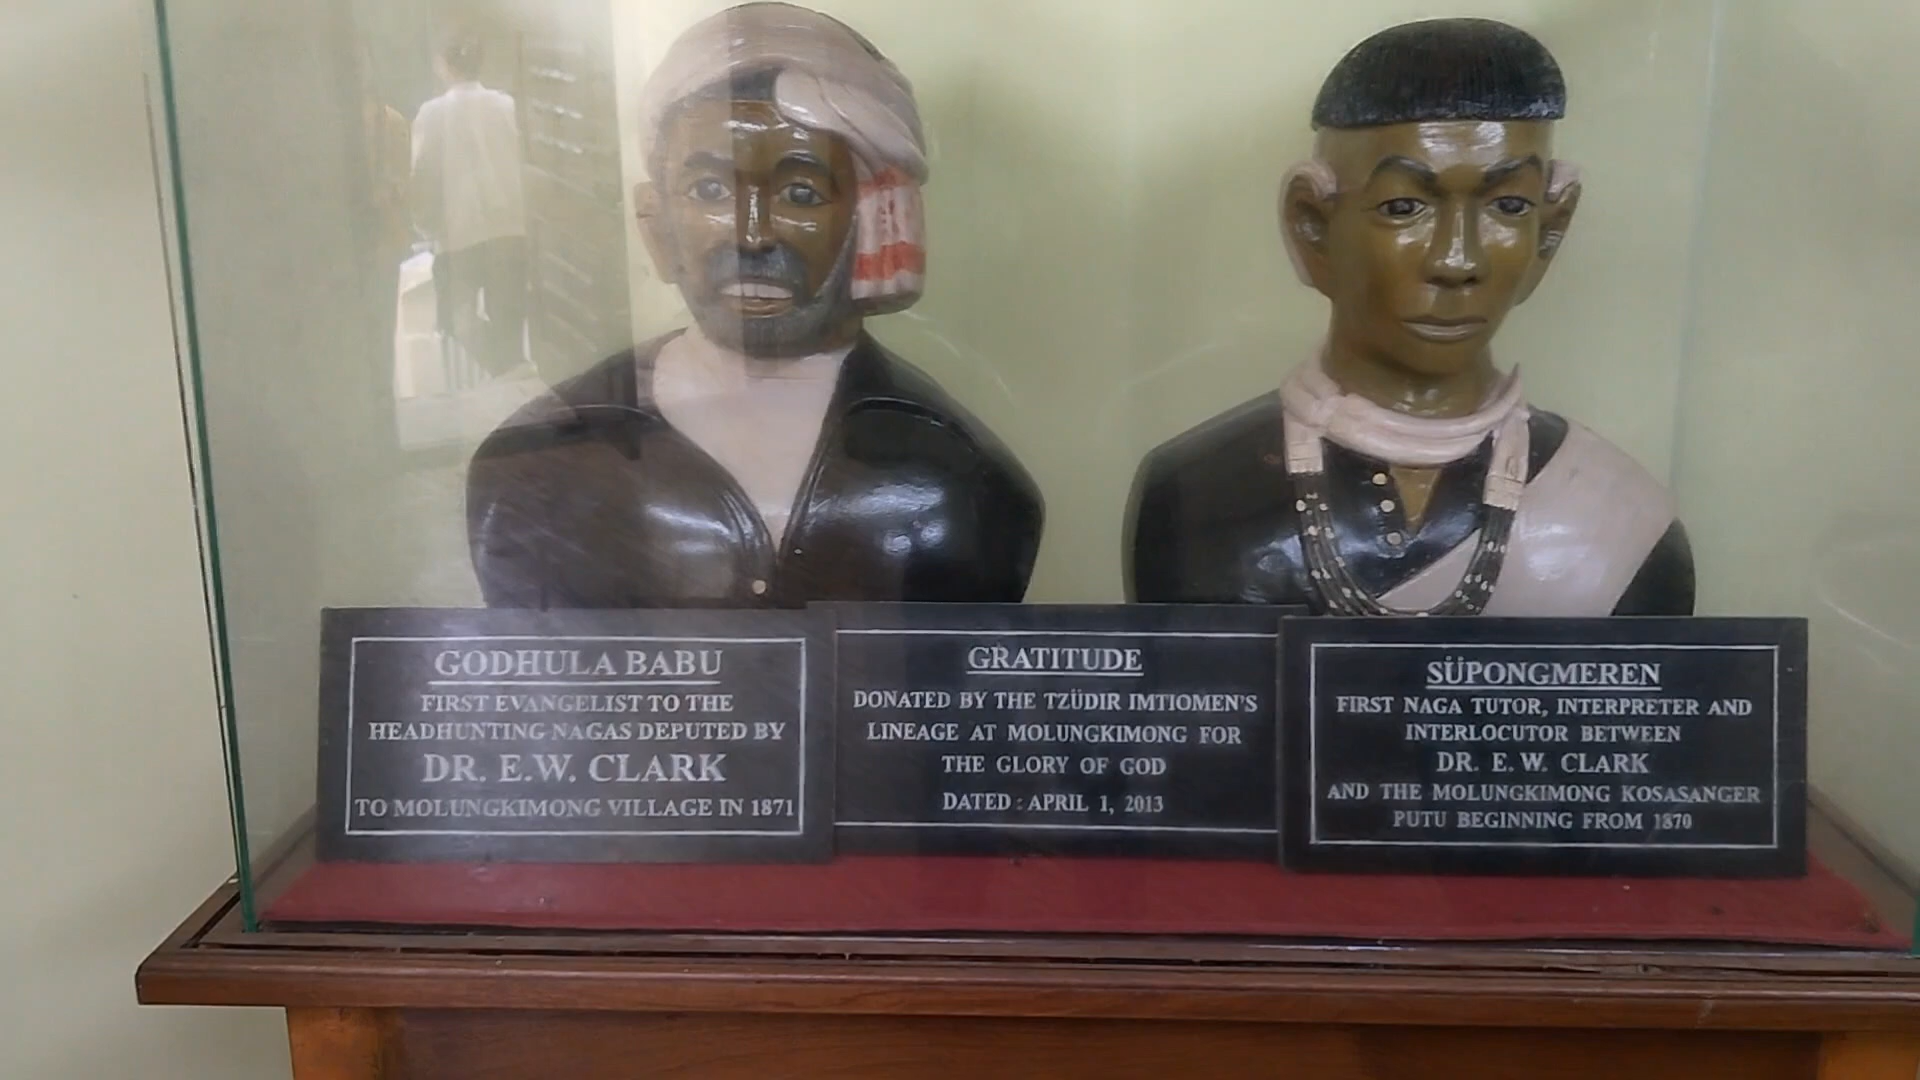 GODHULA BABU
FIRST EVANGELIST TO THE
HEADHUNTING NAGAS DEPUTED BY
DR. E.W. CLARK
TO MOLUNGKIMONG VILLAGE IN 1871
GRATITUDE
DONATED BY THE TZÜDIR IMTIOMEN'S
LINEAGE AT MOLUNGKIMONG FOR
THE GLORY OF GOD
DATED : APRIL 1, 2013
SÜPONGMEREN
FIRST NAGA TUTOR, INTERPRETER AND
INTERLOCUTOR BETWEEN
DR. E. W. CLARK
AND THE MOLUNGKIMONG KOSASANGER
PUTU BEGINNING FROM 1870